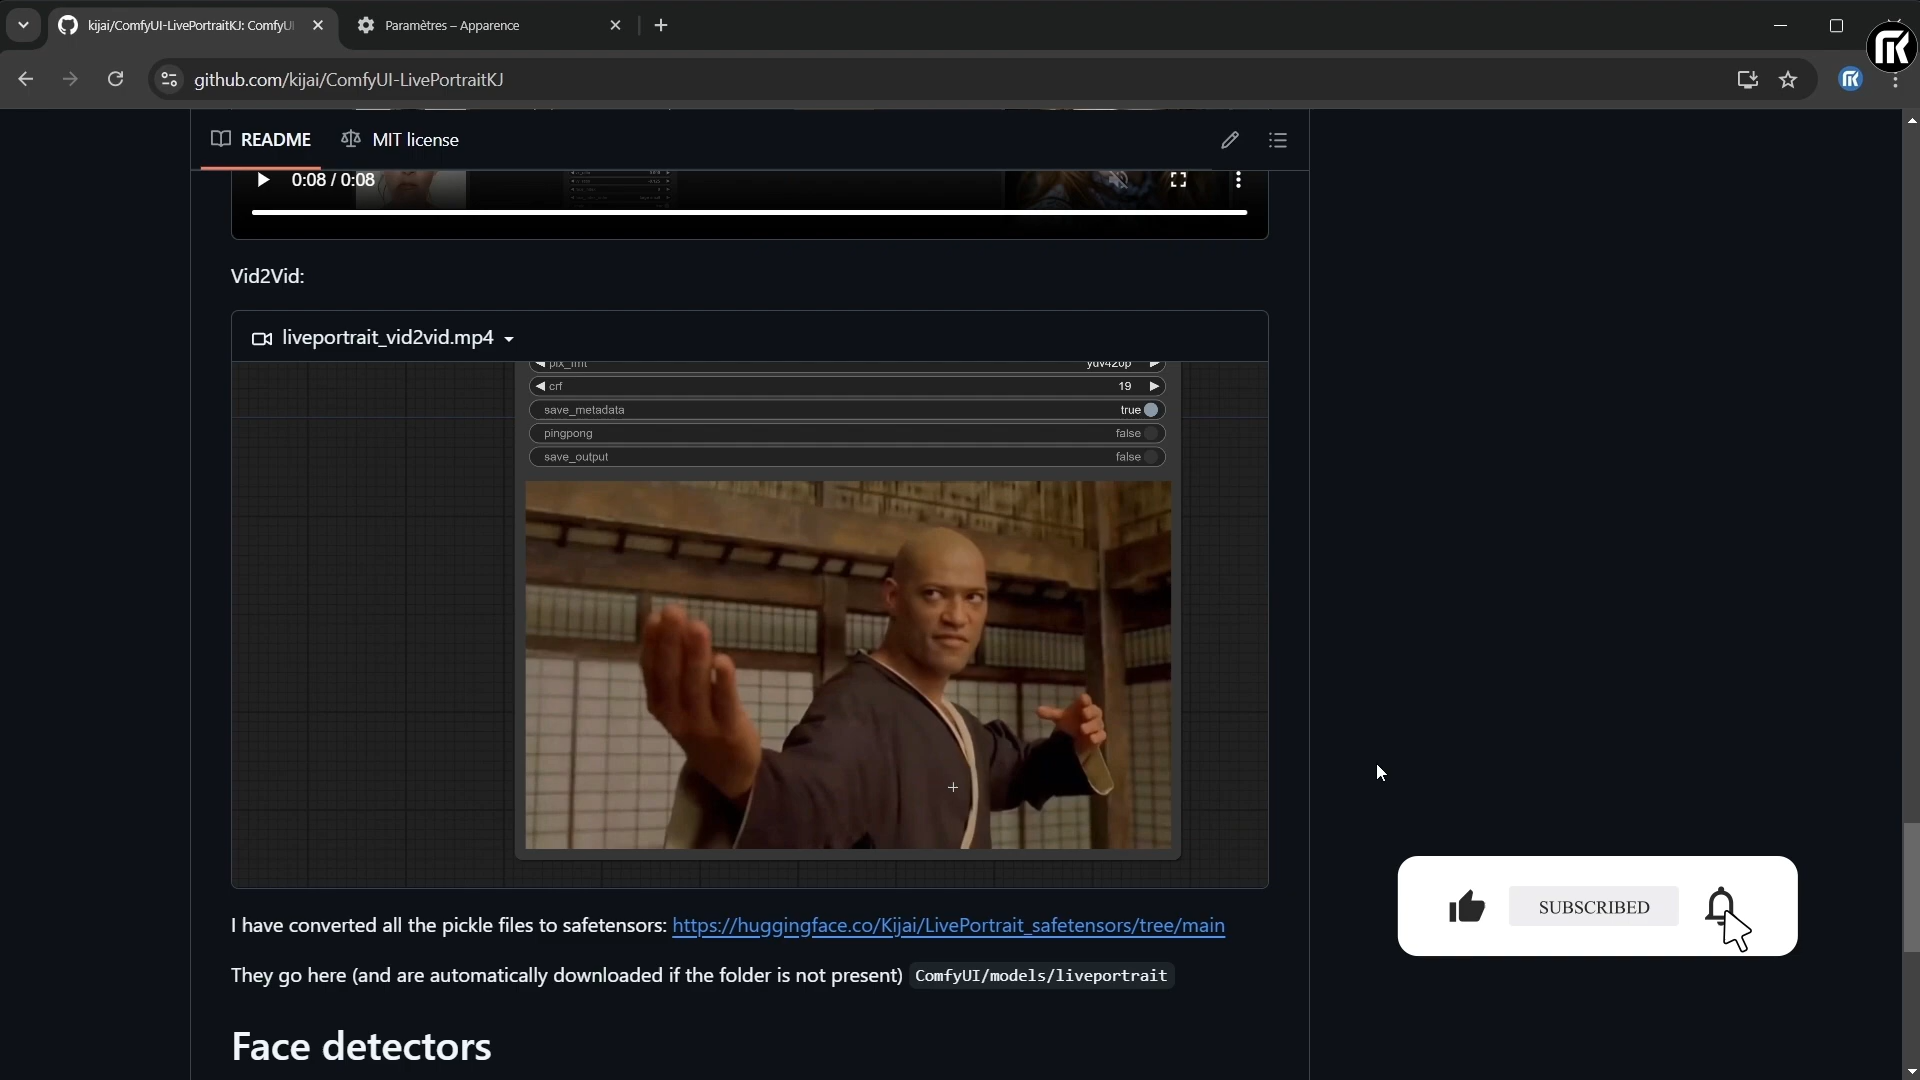 kijai/ComfyUI-LivePortraitKJ: ComfyUI
Paramètres – Apparence
github.com/kijai/ComfyUI-LivePortraitKJ
README
MIT license
0:08 / 0:08
Vid2Vid:
liveportrait_vid2vid.mp4
pix_fmt yuv420p
crf 19
save_metadata true
pingpong false
save_output false
I have converted all the pickle files to safetensors: https://huggingface.co/Kijai/LivePortrait_safetensors/tree/main
They go here (and are automatically downloaded if the folder is not present) ComfyUI/models/liveportrait
SUBSCRIBED
Face detectors